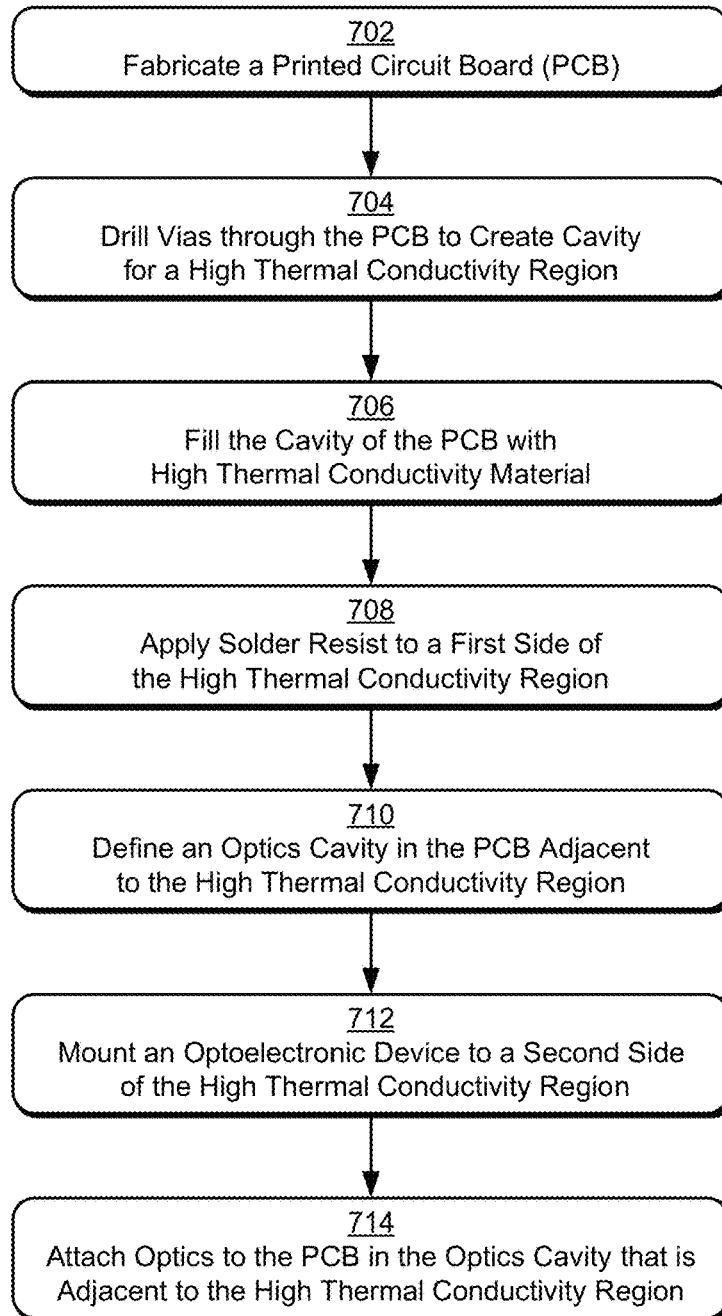 702
Fabricate a Printed Circuit Board (PCB)
704
Drill Vias through the PCB to Create Cavity
for a High Thermal Conductivity Region
706
Fill the Cavity of the PCB with
High Thermal Conductivity Material
708
Apply Solder Resist to a First Side of
the High Thermal Conductivity Region
710
Define an Optics Cavity in the PCB Adjacent
to the High Thermal Conductivity Region
712
Mount an Optoelectronic Device to a Second Side
of the High Thermal Conductivity Region
714
Attach Optics to the PCB in the Optics Cavity that is
Adjacent to the High Thermal Conductivity Region